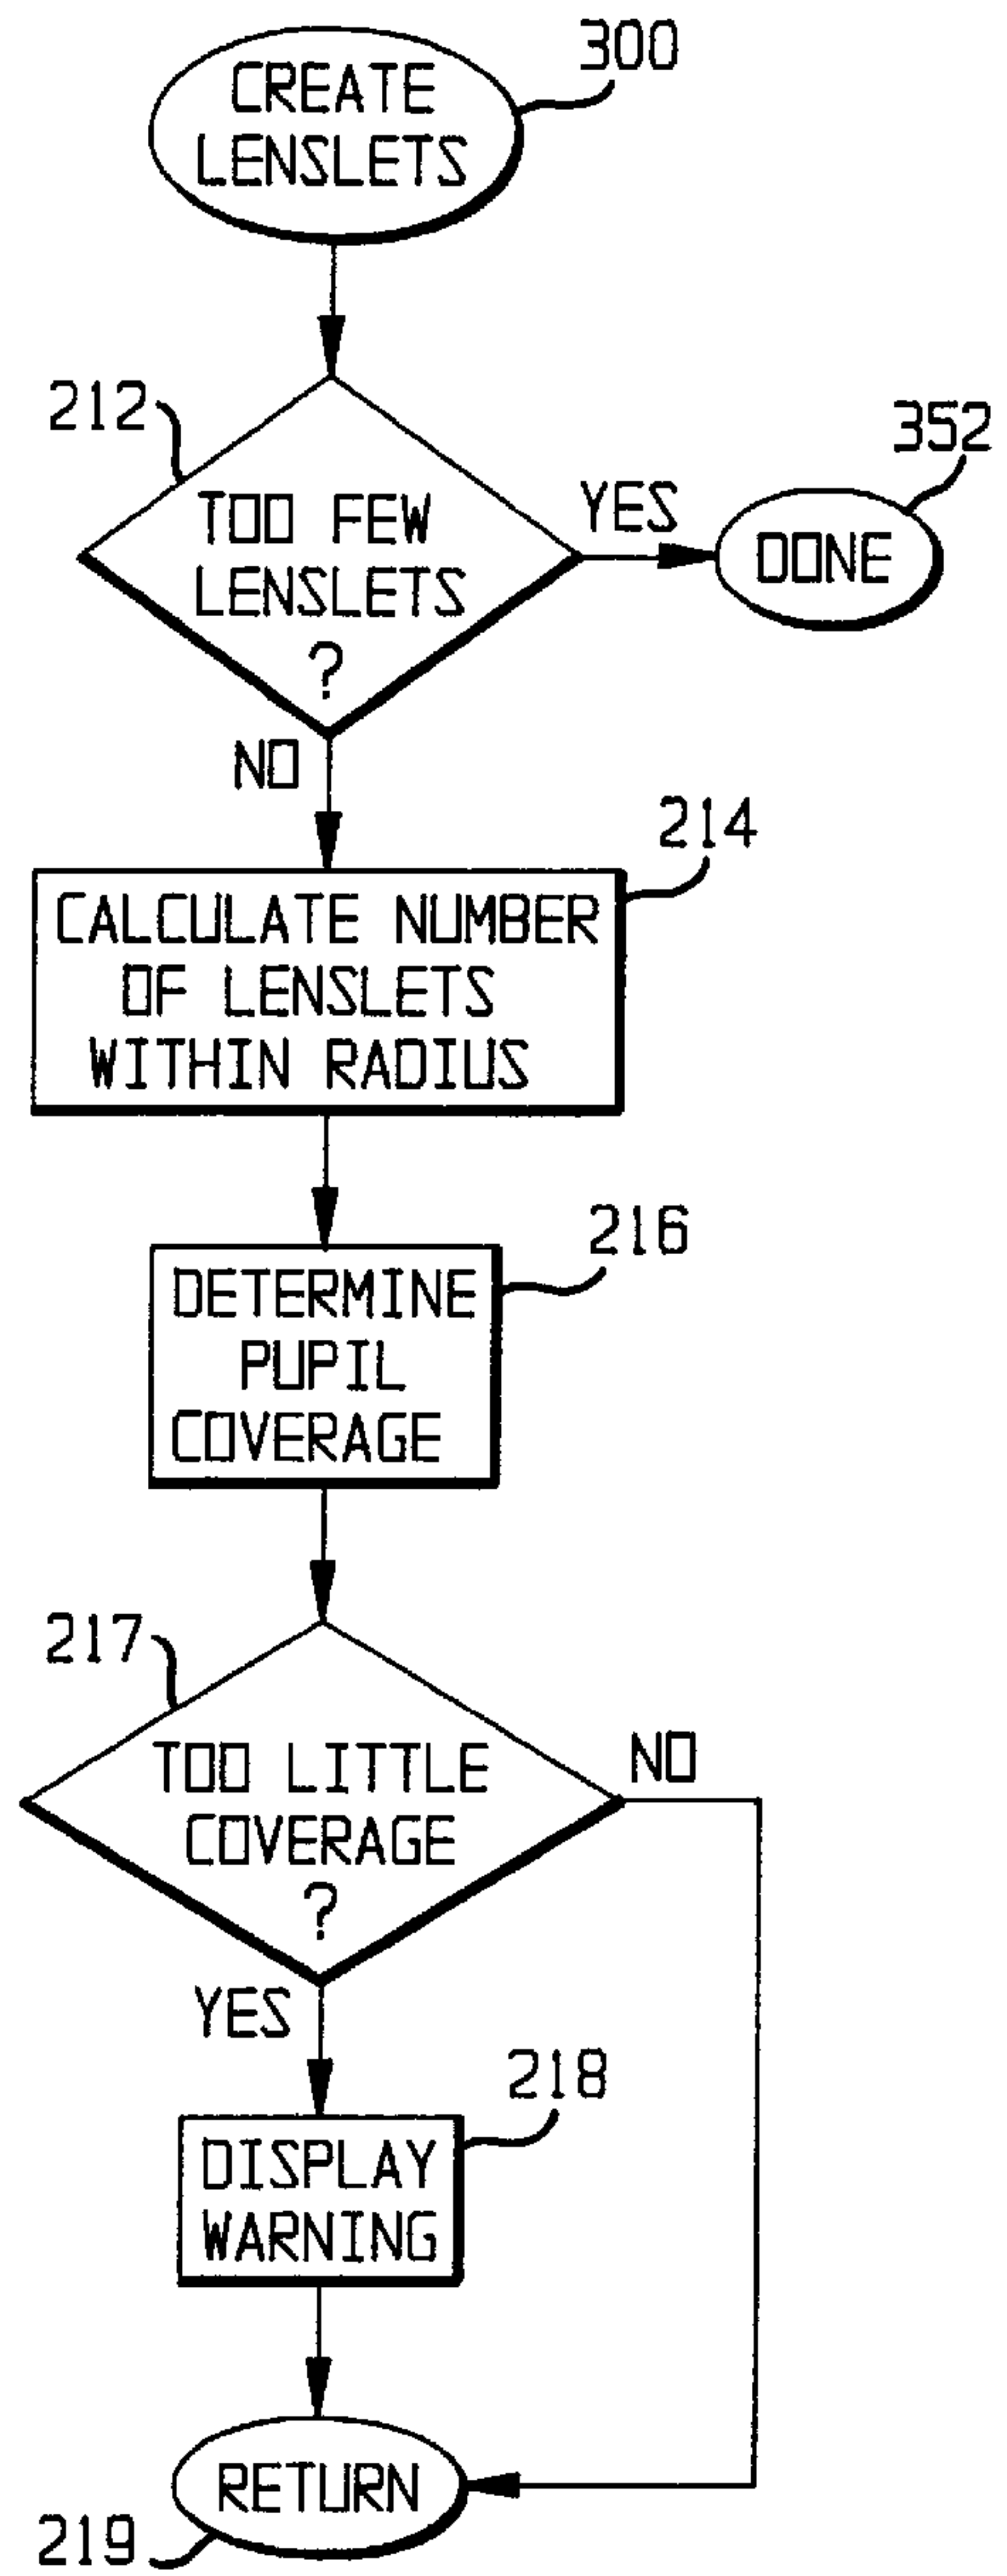 300
CREATE
LENSLETS
212
TOO FEW
LENSLETS
?
YES
352
DONE
NO
214
CALCULATE NUMBER
OF LENSLETS
WITHIN RADIUS
216
DETERMINE
PUPIL
COVERAGE
217
TOO LITTLE
COVERAGE
?
NO
YES
218
DISPLAY
WARNING
RETURN
219